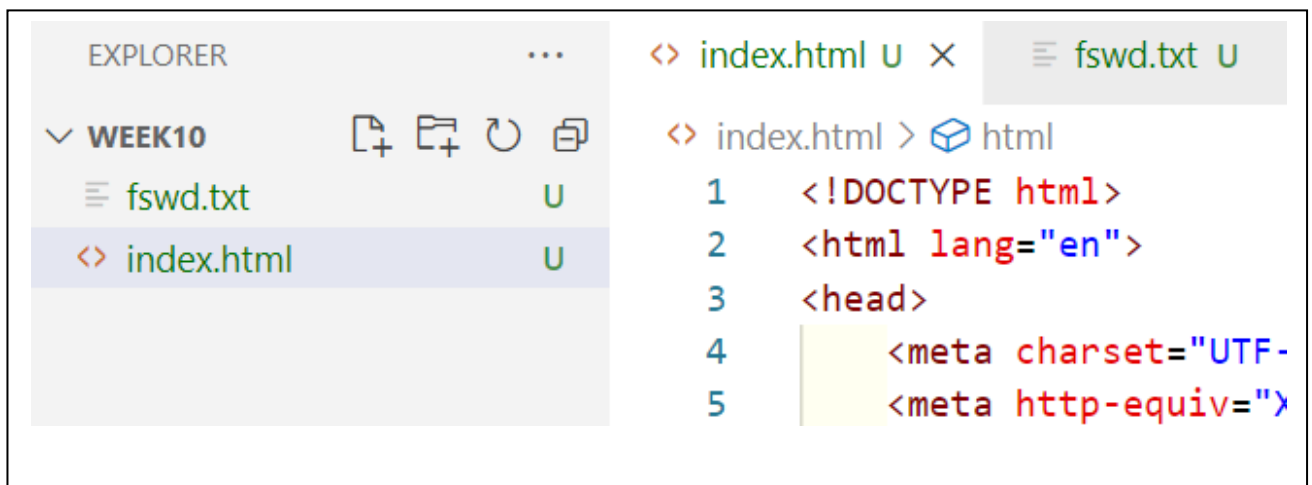 EXPLORER ...
WEEK10
fswd.txt U
index.html U
<> index.html U × fswd.txt U
<> index.html > html
1 <!DOCTYPE html>
2 <html lang="en">
3 <head>
4 <meta charset="UTF-
5 <meta http-equiv="X